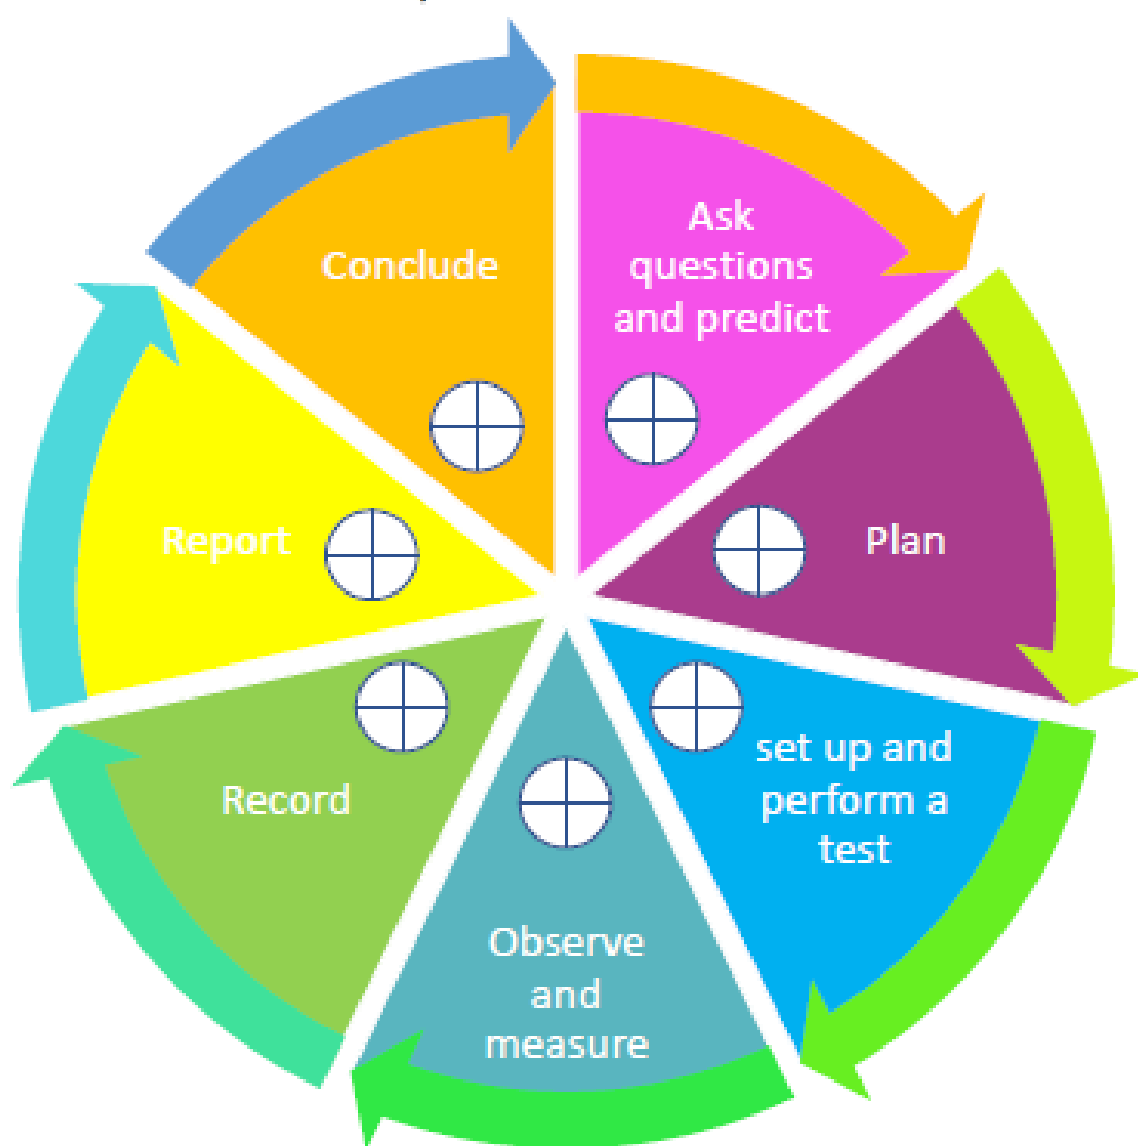 Ask
questions
and predict
Plan
set up and
perform a
test
Observe
and
measure
Record
Report
Conclude